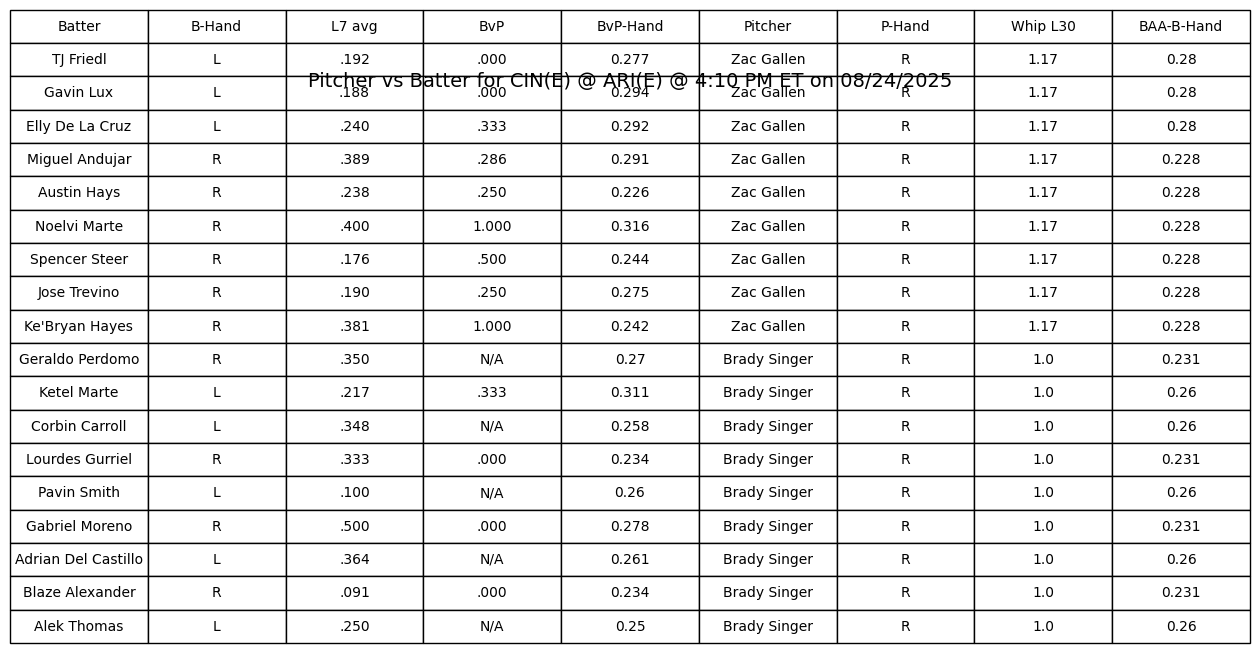 Batter B-Hand L7 avg BvP BvP-Hand Pitcher P-Hand Whip L30 BAA-B-Hand
TJ Friedl L .192 .000 0.277 Zac Gallen R 1.17 0.28
Pitcher vs Batter for CIN(E) @ ARI(E) @ 4:10 PM ET on 08/24/2025
Gavin Lux L .188 .000 0.294 Zac Gallen R 1.17 0.28
Elly De La Cruz L .240 .333 0.292 Zac Gallen R 1.17 0.28
Miguel Andujar R .389 .286 0.291 Zac Gallen R 1.17 0.228
Austin Hays R .238 .250 0.226 Zac Gallen R 1.17 0.228
Noelvi Marte R .400 1.000 0.316 Zac Gallen R 1.17 0.228
Spencer Steer R .176 .500 0.244 Zac Gallen R 1.17 0.228
Jose Trevino R .190 .250 0.275 Zac Gallen R 1.17 0.228
Ke'Bryan Hayes R .381 1.000 0.242 Zac Gallen R 1.17 0.228
Geraldo Perdomo R .350 N/A 0.27 Brady Singer R 1.0 0.231
Ketel Marte L .217 .333 0.311 Brady Singer R 1.0 0.26
Corbin Carroll L .348 N/A 0.258 Brady Singer R 1.0 0.26
Lourdes Gurriel R .333 .000 0.234 Brady Singer R 1.0 0.231
Pavin Smith L .100 N/A 0.26 Brady Singer R 1.0 0.26
Gabriel Moreno R .500 .000 0.278 Brady Singer R 1.0 0.231
Adrian Del Castillo L .364 N/A 0.261 Brady Singer R 1.0 0.26
Blaze Alexander R .091 .000 0.234 Brady Singer R 1.0 0.231
Alek Thomas L .250 N/A 0.25 Brady Singer R 1.0 0.26